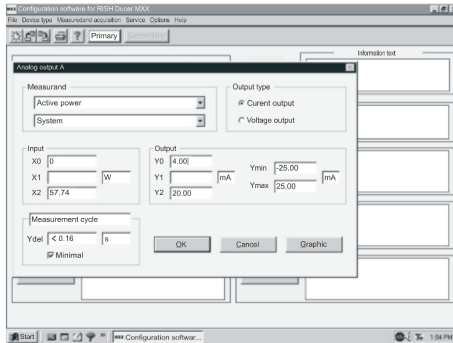 Configuration software for RISH Ducer MXX
File Device type Measuredand acquisition Service Options Help
? Primary Secondary
Information text
Analog output A
Measurand
Active power
System
Output type
Curent output
Voltage output
Input
X0 0
X1 W
X2 57.74
Output
Y0 4.00
Y1 mA
Y2 20.00
Ymin -25.00
Ymax 25.00 mA
Measurement cycle
Ydel < 0.16 s
Minimal
OK Cancel Graphic
Start » Configuration softwar... 1:94 PM